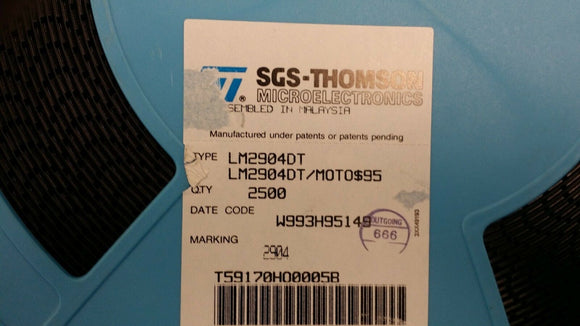 SGS-THOMSON
MICROELECTRONICS
SEMBLED IN MALAYSIA
Manufactured under patents or patents pending
TYPE LM2904DT
LM2904DT/MOTO$95
QTY 2500
DATE CODE W993H95149
OUTGOING
666
MARKING
2904
T59170H00005B